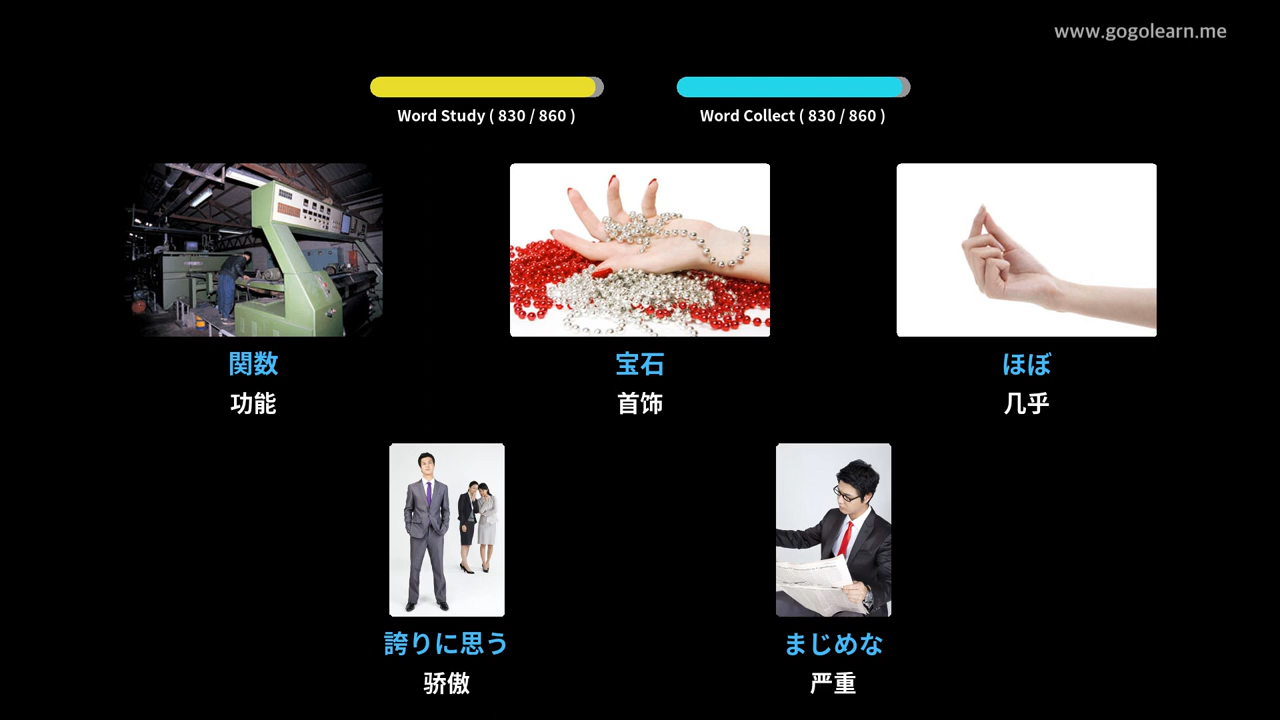 www.gogolearn.me
Word Study ( 830 / 860 )
Word Collect ( 830 / 860 )
関数
功能
宝石
首饰
ほぼ
几乎
誇りに思う
骄傲
まじめな
严重